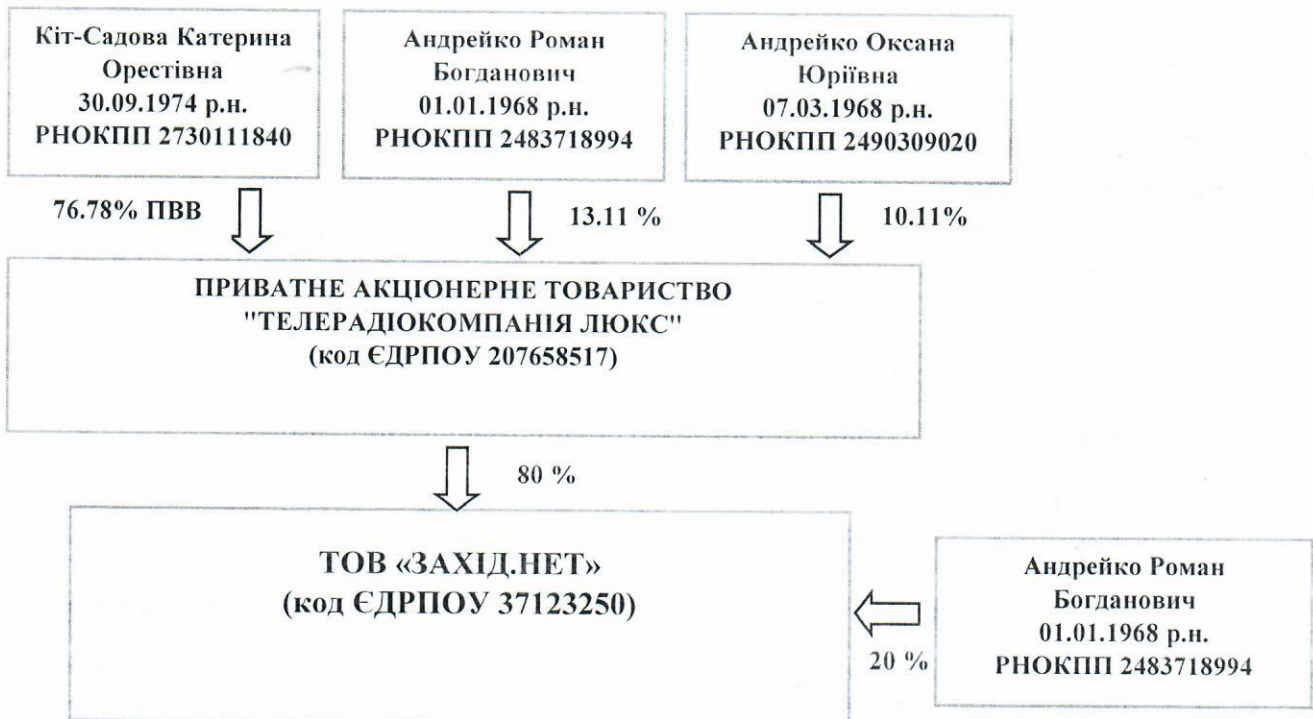 Кіт-Садова Катерина
Орестівна
30.09.1974 р.н.
РНОКПП 2730111840
Андрейко Роман
Богданович
01.01.1968 р.н.
РНОКПП 2483718994
Андрейко Оксана
Юріївна
07.03.1968 р.н.
РНОКПП 2490309020
76.78% ПВВ
13.11 %
10.11%
ПРИВАТНЕ АКЦІОНЕРНЕ ТОВАРИСТВО
"ТЕЛЕРАДІОКОМПАНІЯ ЛЮКС"
(код ЄДРПОУ 207658517)
80 %
ТОВ «ЗАХІД.НЕТ»
(код ЄДРПОУ 37123250)
20 %
Андрейко Роман
Богданович
01.01.1968 р.н.
РНОКПП 2483718994